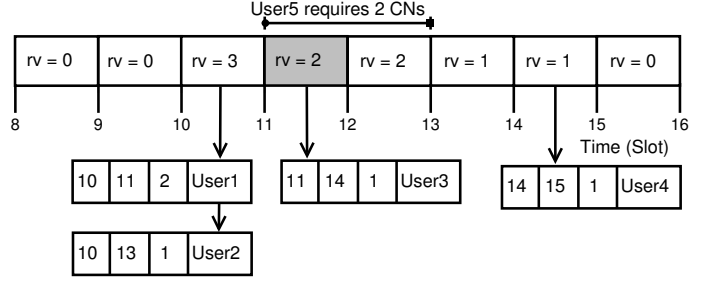 User5 requires 2 CNs
rv = 0 rv = 0 rv = 3 rv = 2 rv = 2 rv = 1 rv = 1 rv = 0
8 9 10 11 12 13 14 15 16
Time (Slot)
10 11 2 User1
11 14 1 User3
14 15 1 User4
10 13 1 User2